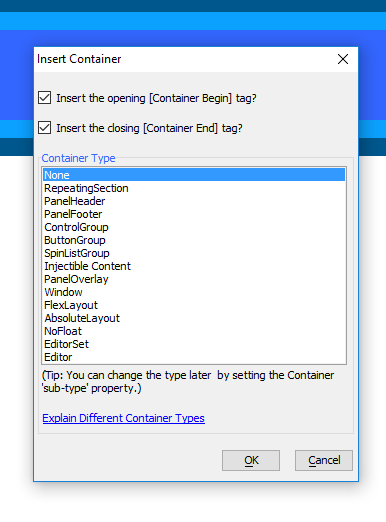 Insert Container
Insert the opening [Container Begin] tag?
Insert the closing [Container End] tag?
Container Type
None
RepeatingSection
PanelHeader
PanelFooter
ControlGroup
ButtonGroup
SpinListGroup
Injectible Content
PanelOverlay
Window
FlexLayout
AbsoluteLayout
NoFloat
EditorSet
Editor
(Tip: You can change the type later  by setting the Container
'sub-type' property.)
Explain Different Container Types
OK
Cancel